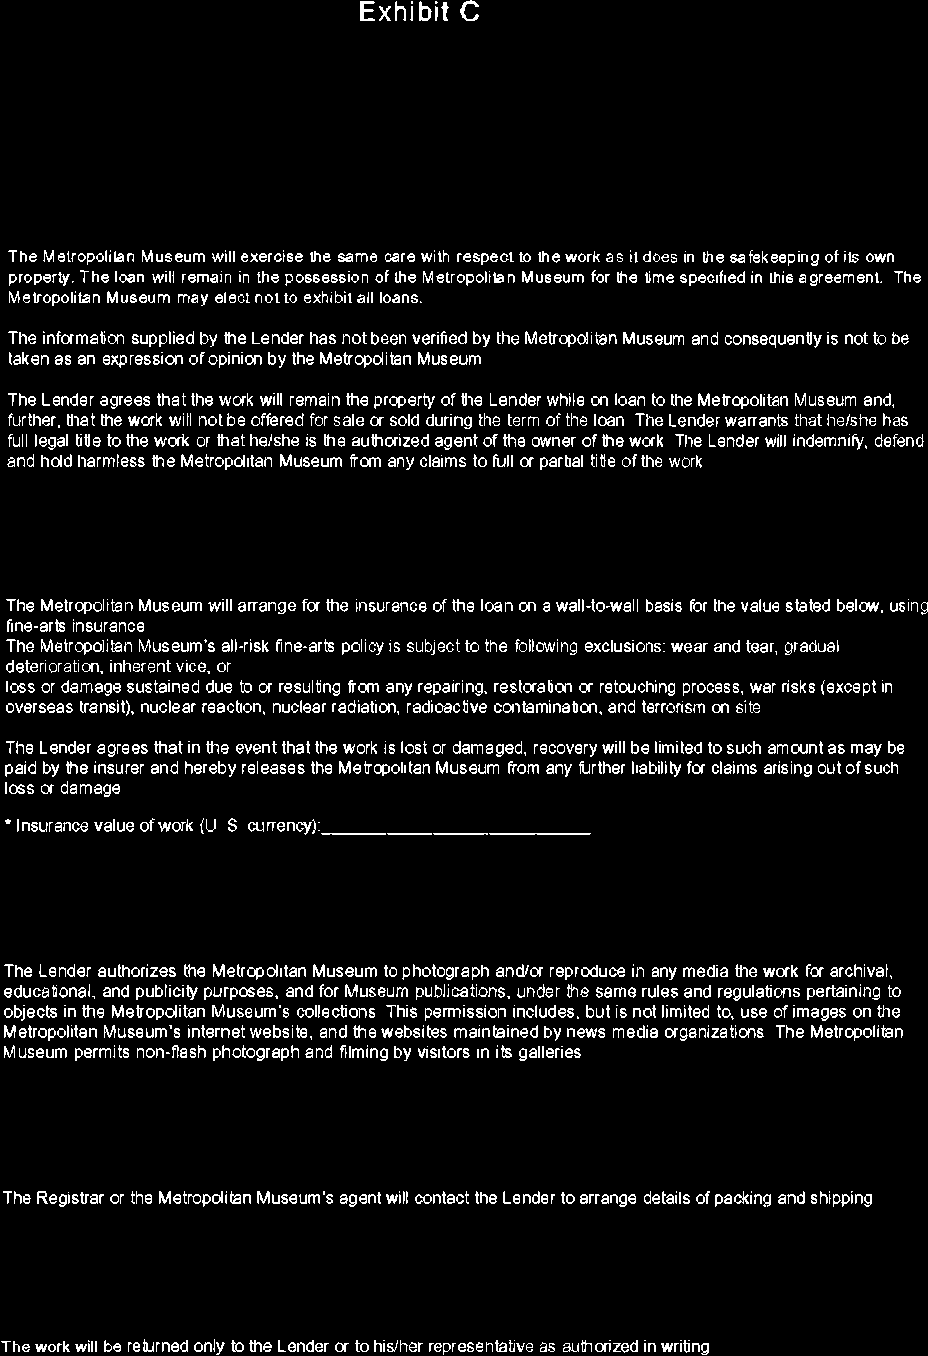 Exhibit C
The Metropolitan Museum will exercise the same care with respect to the work as it does in the safekeeping of its own
property. The loan will remain in the possession of the Metropolitan Museum for the time specified in this agreement. The
Metropolitan Museum may elect not to exhibit all loans.
The information supplied by the Lender has not been verified by the Metropolitan Museum and consequently is not to be
taken as an expression of opinion by the Metropolitan Museum
The Lender agrees that the work will remain the property of the Lender while on loan to the Metropolitan Museum and,
further, that the work will not be offered for sale or sold during the term of the loan The Lender warrants that he/she has
full legal title to the work or that he/she is the authorized agent of the owner of the work The Lender will indemnify, defend
and hold harmless the Metropolitan Museum from any claims to full or partial title of the work
The Metropolitan Museum will arrange for the insurance of the loan on a wall-to-wall basis for the value stated below, using
fine-arts insurance
The Metropolitan Museum's all-risk fine-arts policy is subject to the following exclusions: wear and tear, gradual
deterioration, inherent vice, or
loss or damage sustained due to or resulting from any repairing, restoration or retouching process, war risks (except in
overseas transit), nuclear reaction, nuclear radiation, radioactive contamination, and terrorism on site
The Lender agrees that in the event that the work is lost or damaged, recovery will be limited to such amount as may be
paid by the insurer and hereby releases the Metropolitan Museum from any further liability for claims arising out of such
loss or damage
* Insurance value of work (U S currency):____________________
The Lender authorizes the Metropolitan Museum to photograph and/or reproduce in any media the work for archival,
educational, and publicity purposes, and for Museum publications, under the same rules and regulations pertaining to
objects in the Metropolitan Museum's collections This permission includes, but is not limited to, use of images on the
Metropolitan Museum's internet website, and the websites maintained by news media organizations The Metropolitan
Museum permits non-flash photograph and filming by visitors in its galleries
The Registrar or the Metropolitan Museum's agent will contact the Lender to arrange details of packing and shipping
The work will be returned only to the Lender or to his/her representative as authorized in writing